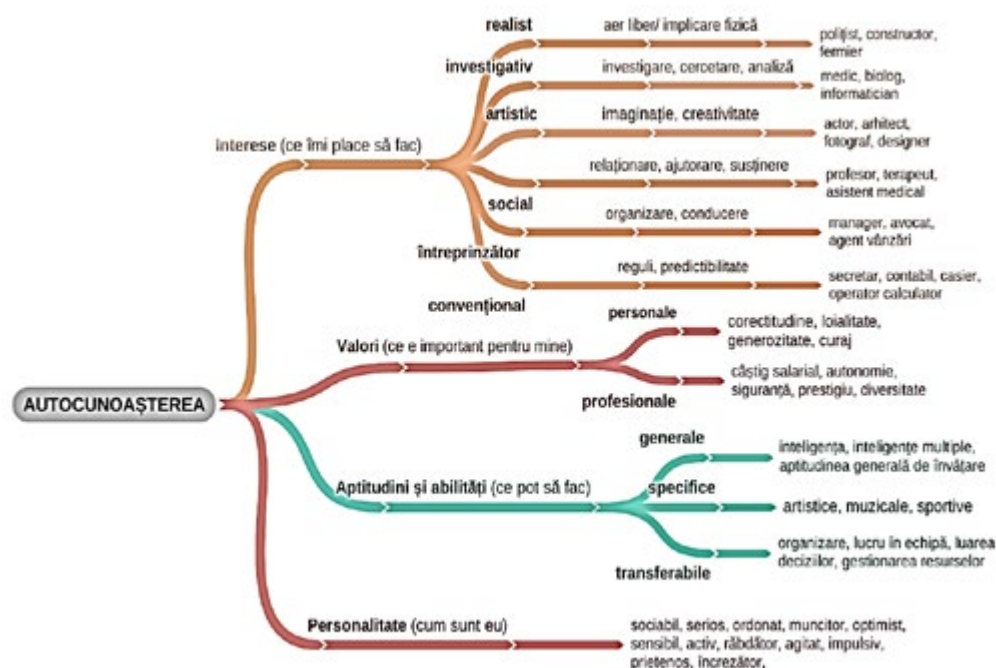 AUTOCUNOAȘTEREA
Interese (ce îmi place să fac)
realist
aer liber/ implicare fizică
polițist, constructor,
fermier
investigativ
investigare, cercetare, analiză
medic, biolog,
informatician
artistic
imaginație, creativitate
actor, arhitect,
fotograf, designer
social
relaționare, ajutorare, susținere
profesor, terapeut,
asistent medical
întreprinzător
organizare, conducere
manager, avocat,
agent vânzări
convențional
reguli, predictibilitate
secretar, contabil, casier,
operator calculator
Valori (ce e important pentru mine)
personale
corectitudine, loialitate,
generozitate, curaj
profesionale
câștig salarial, autonomie,
siguranță, prestigiu, diversitate
Aptitudini și abilități (ce pot să fac)
generale
inteligența, inteligențe multiple,
aptitudinea generală de învățare
specifice
artistice, muzicale, sportive
transferabile
organizare, lucru în echipă, luarea
deciziilor, gestionarea resurselor
Personalitate (cum sunt eu)
sociabil, serios, ordonat, muncitor, optimist,
sensibil, activ, răbdător, agitat, impulsiv,
prietenos, încrezător,